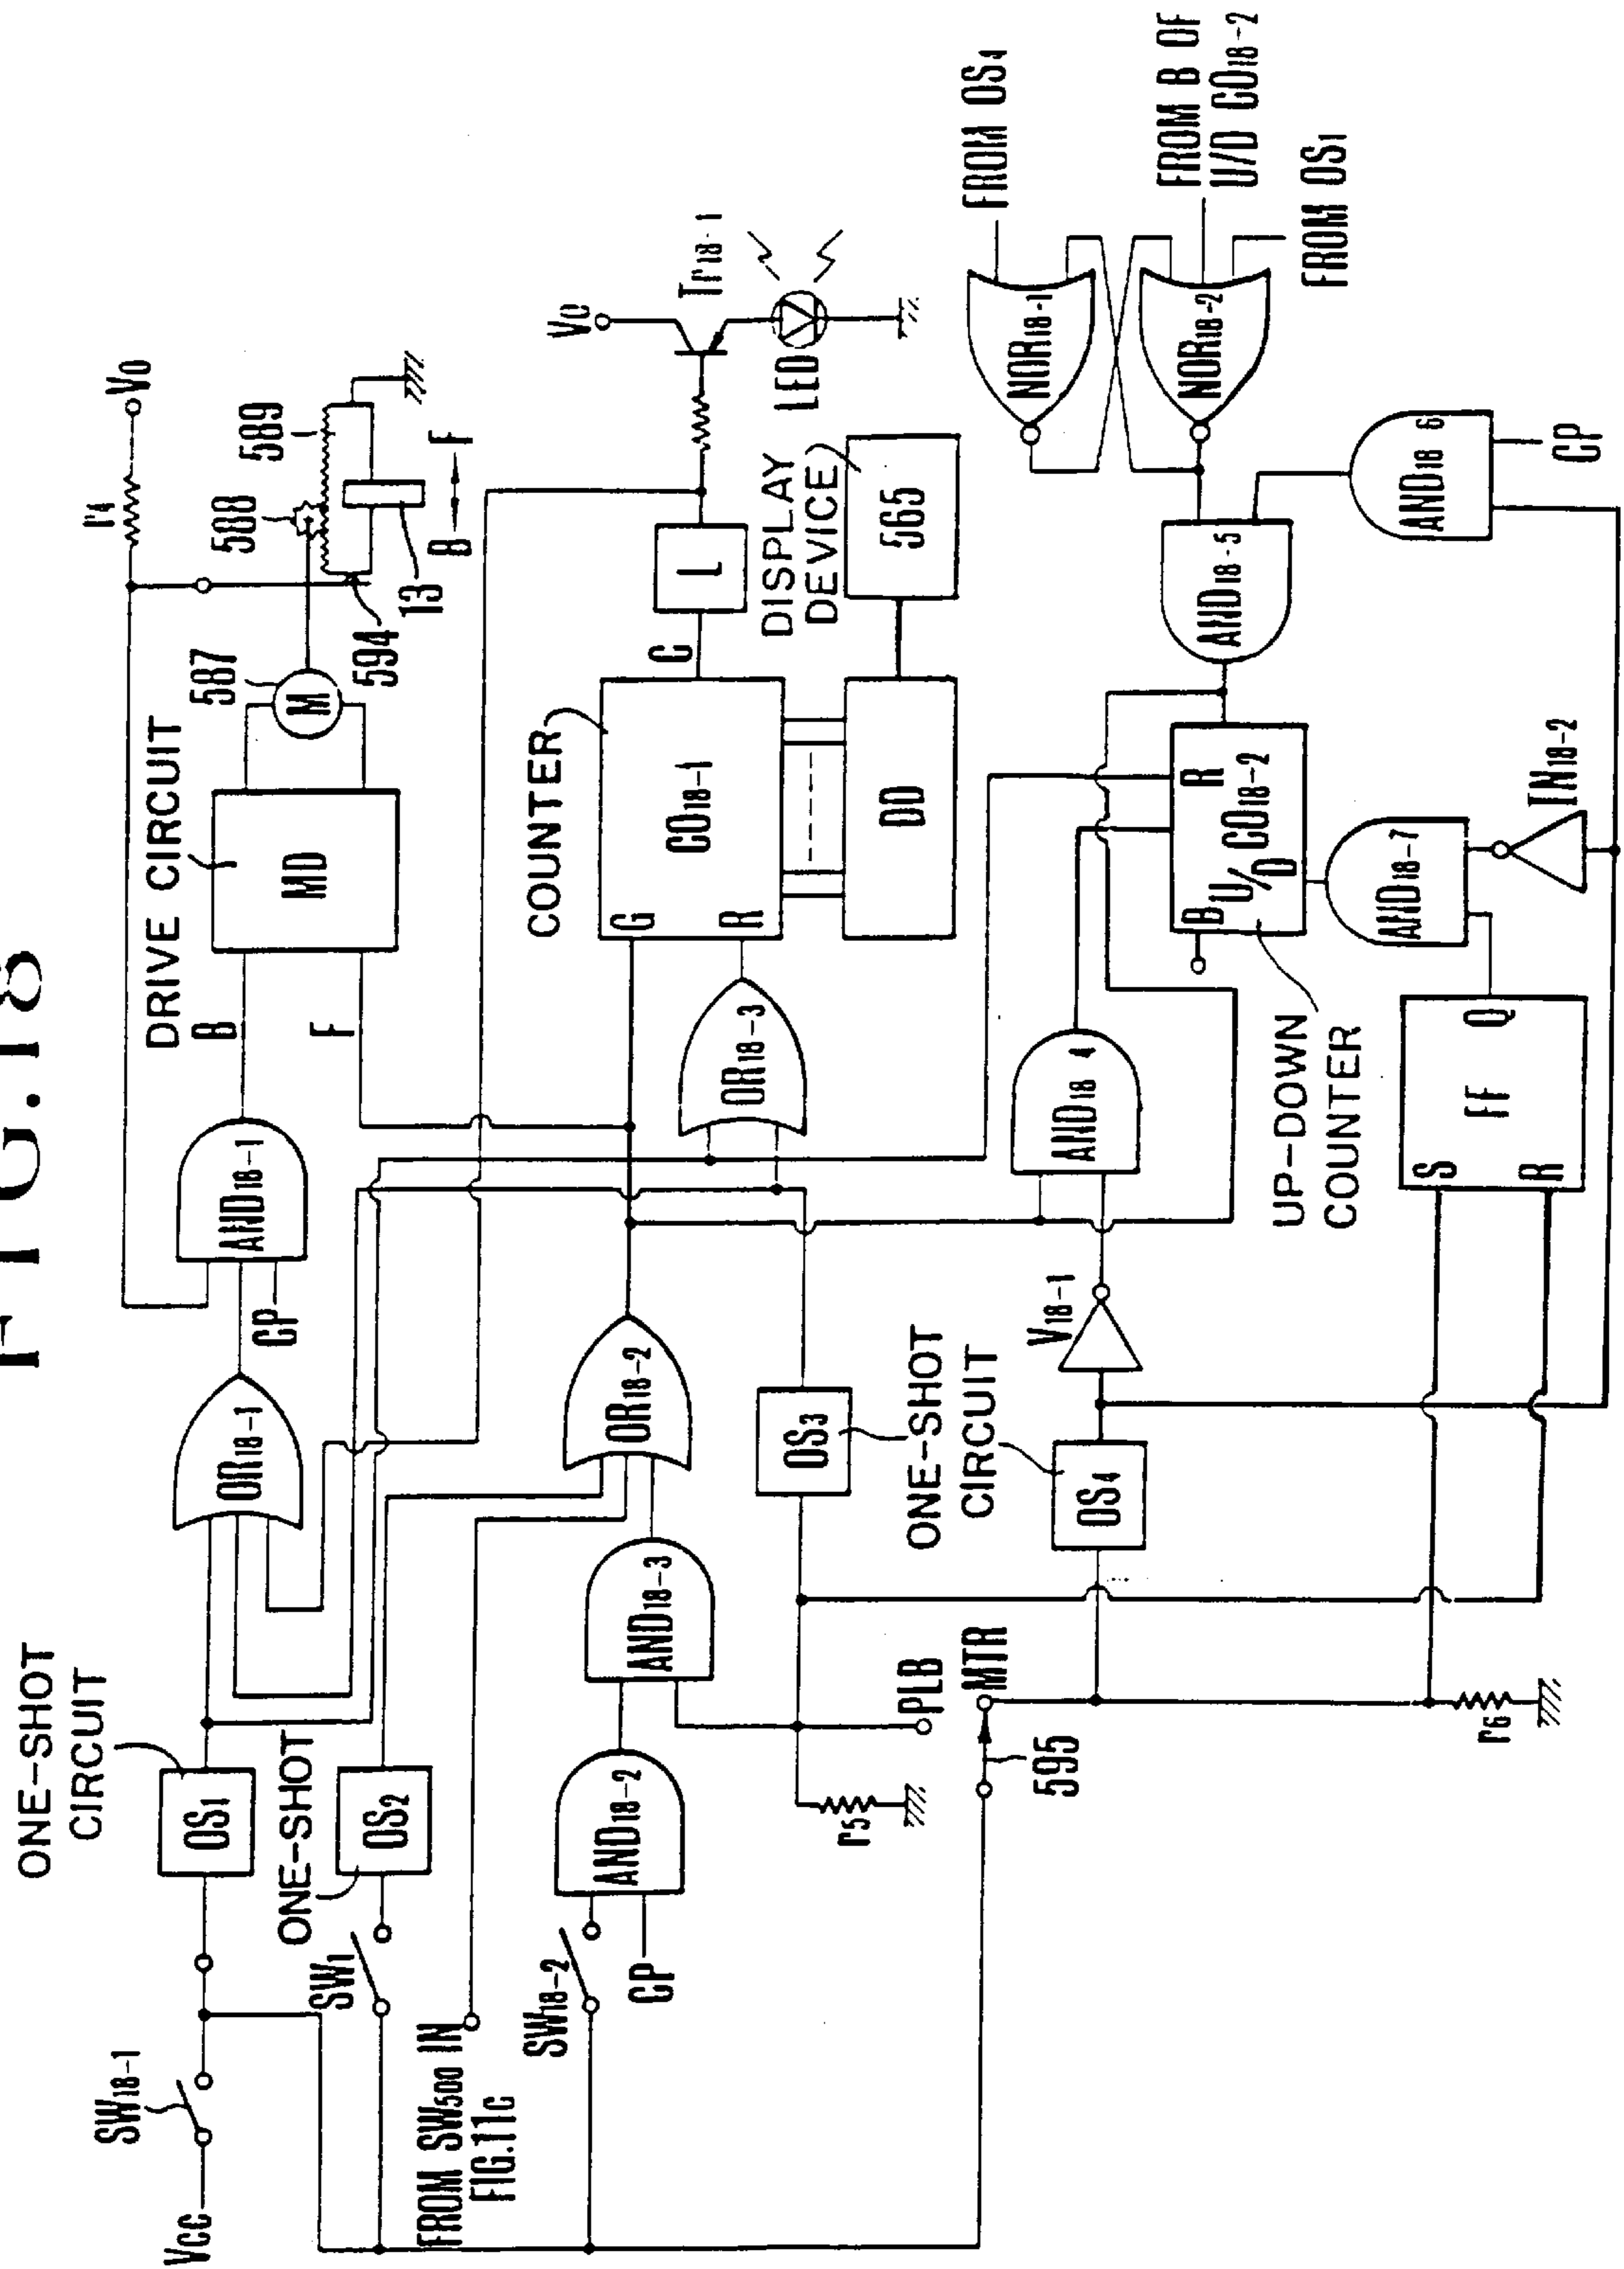 FIG.18
ONE-SHOT
CIRCUIT
SW18-1
VCC
OS1
OR18-1
CP
AND18-1
B
F
DRIVE CIRCUIT
MD
587
M
594
13
588
589
r4
V0
B
F
ONE-SHOT
SW1
OS2
FROM SW500 IN
FIG.11c
SW18-2
CP
AND18-2
AND18-3
OR18-2
COUNTER
G
R
CO18-1
C
L
V0
Tr18-1
LED
DISPLAY
DEVICE
565
DD
OR18-3
OS3
ONE-SHOT
CIRCUIT
r5
PLB
MTR
595
OS4
V18-1
AND18 4
B
U/D
CO18-2
R
AND18-5
NOR18-1
NOR18-2
FROM OS4
FROM B OF
U/D CO18-2
FROM OS1
UP-DOWN
COUNTER
r6
S
R
FF
Q
AND18-7
IN18-2
AND18 6
CP